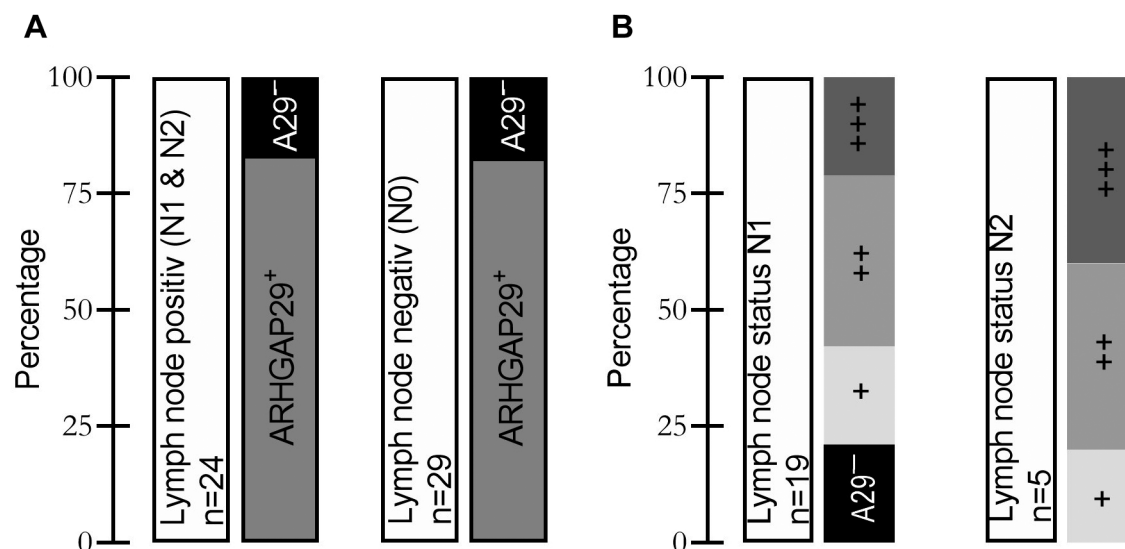 A
Percentage
100
75
50
25
0
Lymph node positiv (N1 & N2)
n=24
A29—
ARHGAP29+
Lymph node negativ (N0)
n=29
A29—
ARHGAP29+
B
Percentage
100
75
50
25
0
Lymph node status N1
n=19
+++
++
+
A29—
Lymph node status N2
n=5
+++
++
+